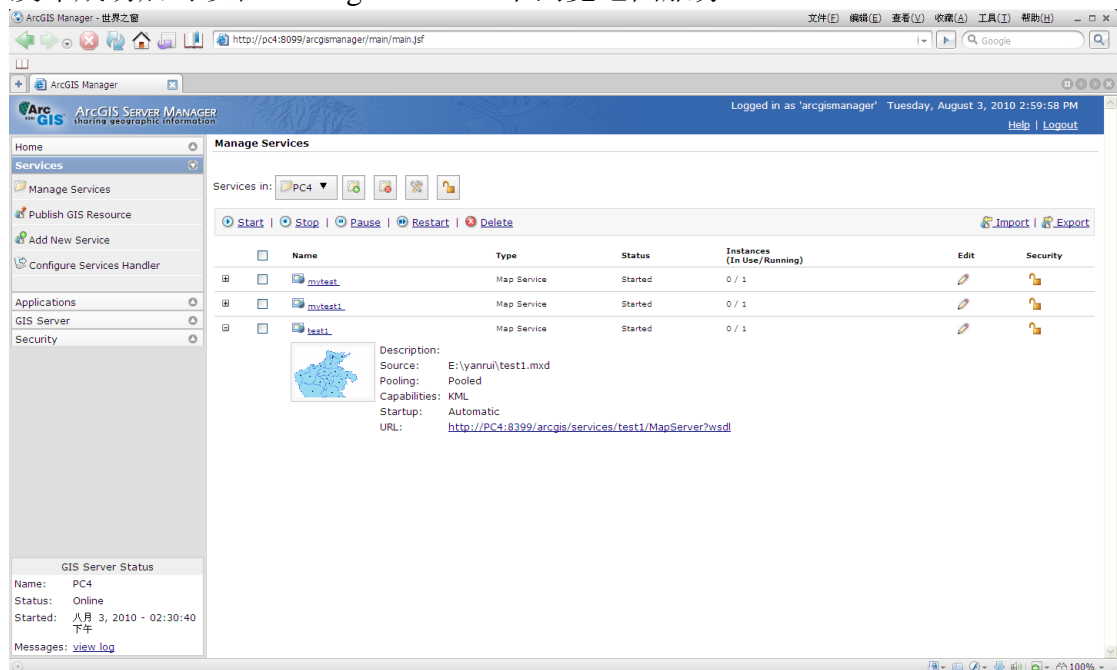 ArcGIS Manager - 世界之窗
文件(F) 编辑(E) 查看(V) 收藏(A) 工具(T) 帮助(H)
http://pc4:8099/arcgismanager/main/main.jsf
Google
ArcGIS Manager
Arc GIS
ArcGIS Server Manager
sharing geographic information
Logged in as 'arcgismanager' Tuesday, August 3, 2010 2:59:58 PM
Help | Logout
Home
Services
Manage Services
Publish GIS Resource
Add New Service
Configure Services Handler
Applications
GIS Server
Security
Manage Services
Services in: PC4
Start | Stop | Pause | Restart | Delete
Import | Export
Name Type Status Instances (In Use/Running) Edit Security
mytest Map Service Started 0 / 1
mytest1 Map Service Started 0 / 1
test1 Map Service Started 0 / 1
Description:
Source: E:\yanrui\test1.mxd
Pooling: Pooled
Capabilities: KML
Startup: Automatic
URL: http://PC4:8399/arcgis/services/test1/MapServer?wsdl
GIS Server Status
Name: PC4
Status: Online
Started: 八月 3, 2010 - 02:30:40
下午
Messages: view log
100%